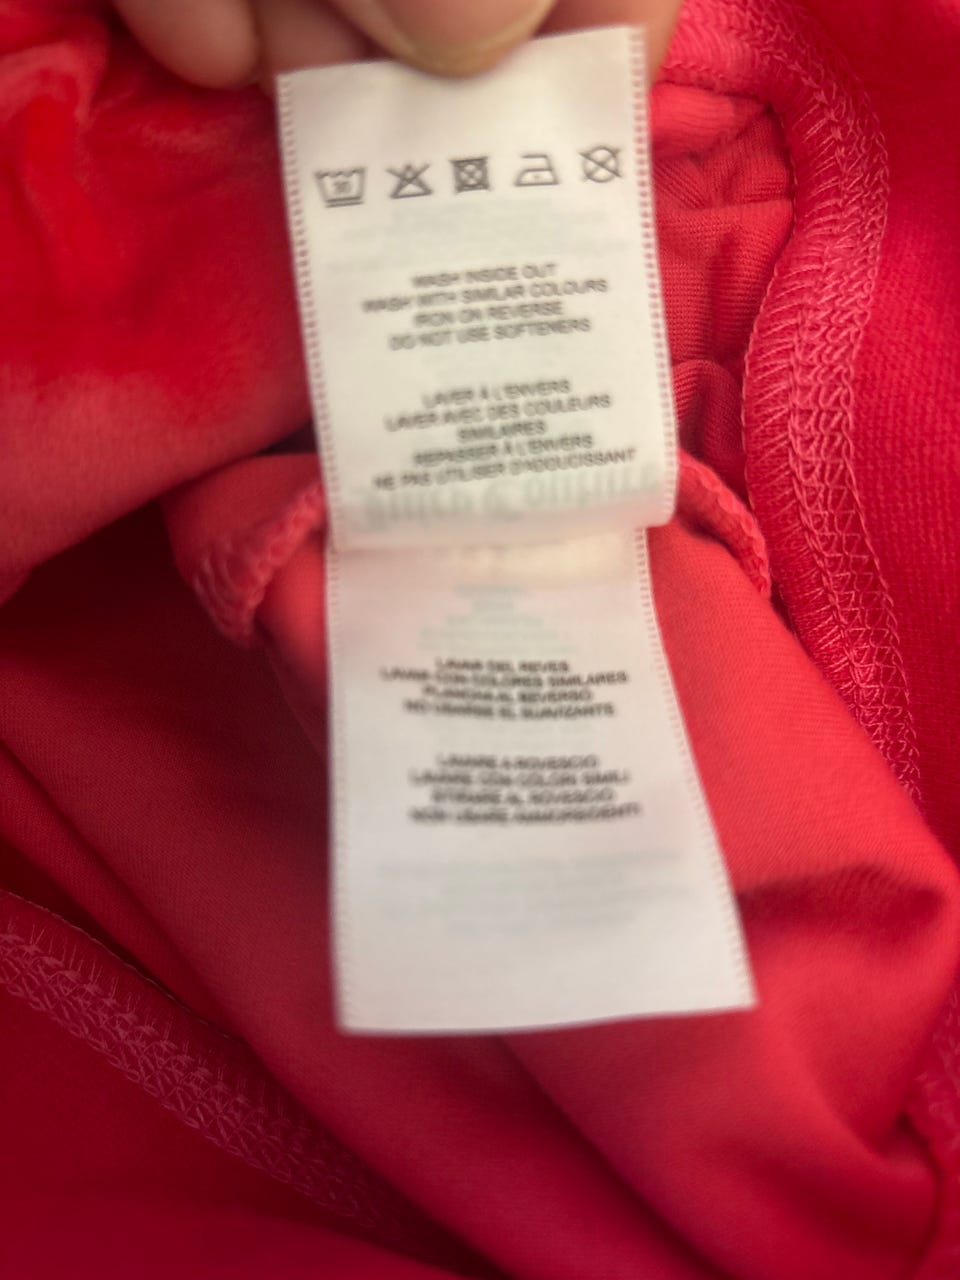 30
WASH INSIDE OUT
WASH WITH SIMILAR COLOURS
IRON ON REVERSE
DO NOT USE SOFTENERS
LAVER À L'ENVERS
LAVER AVEC DES COULEURS
SIMILAIRES
REPASSER À L'ENVERS
NE PAS UTILISER D'ADOUCISSANT
LAVAR DEL REVES
LAVAR CON COLORES SIMILARES
PLANCHA AL REVERSO
NO USARSE EL SUAVIZANTE
LAVARE A ROVESCIO
LAVARE CON COLORI SIMILI
STIRARE AL ROVESCIO
NON USARE AMMORBIDENTI